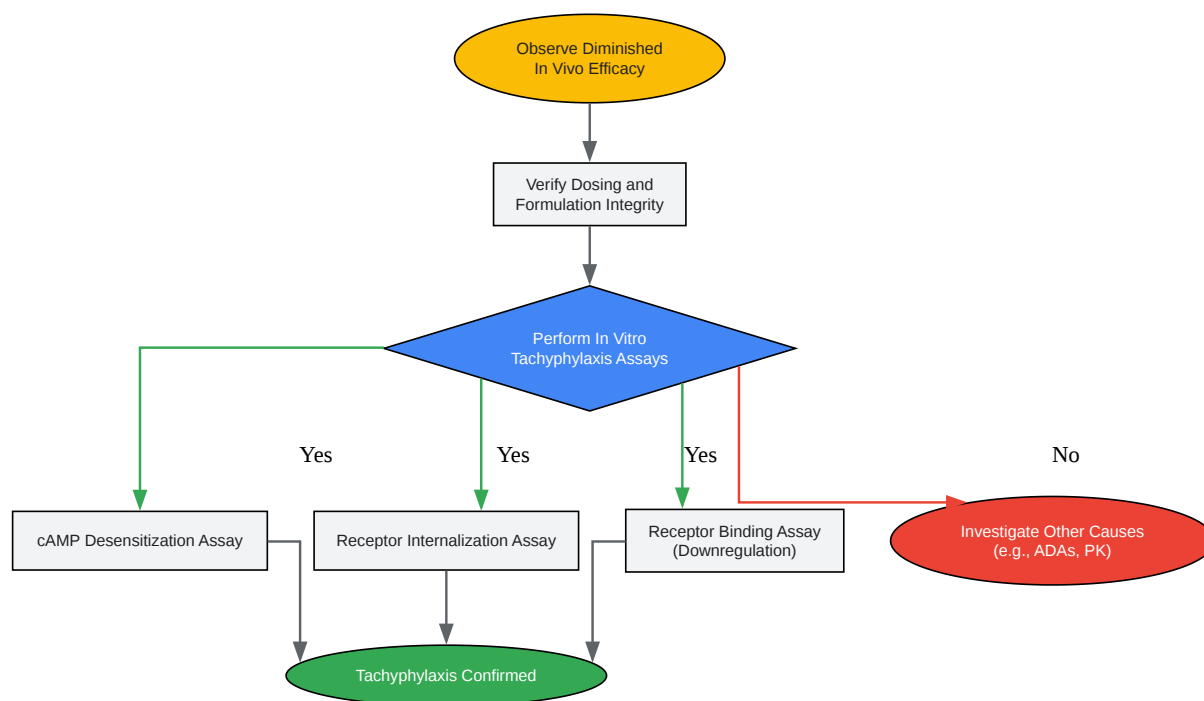 Observe Diminished
In Vivo Efficacy
Verify Dosing and
Formulation Integrity
Perform In Vitro
Tachyphylaxis Assays
Yes
Yes
Yes
No
cAMP Desensitization Assay
Receptor Internalization Assay
Receptor Binding Assay
(Downregulation)
Investigate Other Causes
(e.g., ADAs, PK)
Tachyphylaxis Confirmed